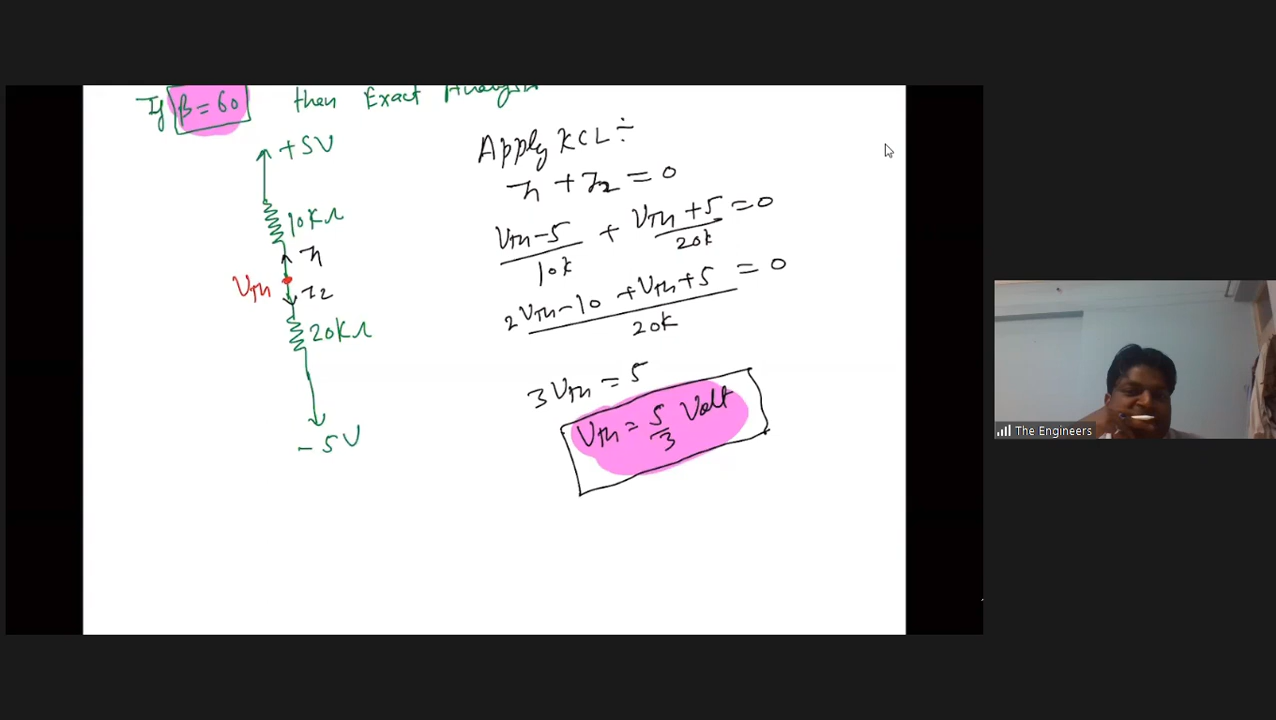 If β = 60 then Exact Analysis
+5V
10KΩ
I1
VTh
I2
20KΩ
- 5V
Apply KCL ÷
I1 + I2 = 0
VTh-5/10k + VTh+5/20k = 0
2VTh-10 + VTh+5/20k = 0
3VTh = 5
VTh = 5/3 Volt
The Engineers